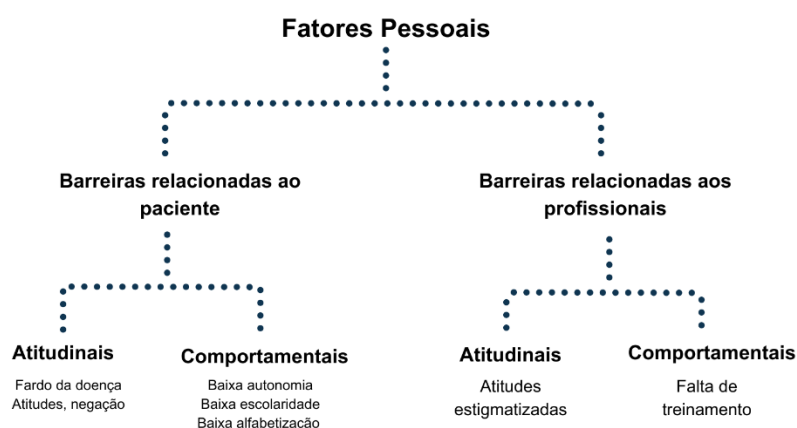 Fatores Pessoais
Barreiras relacionadas ao
paciente
Barreiras relacionadas aos
profissionais
Atitudinais
Fardo da doença
Atitudes, negação
Comportamentais
Baixa autonomia
Baixa escolaridade
Baixa alfabetização
Atitudinais
Atitudes
estigmatizadas
Comportamentais
Falta de
treinamento